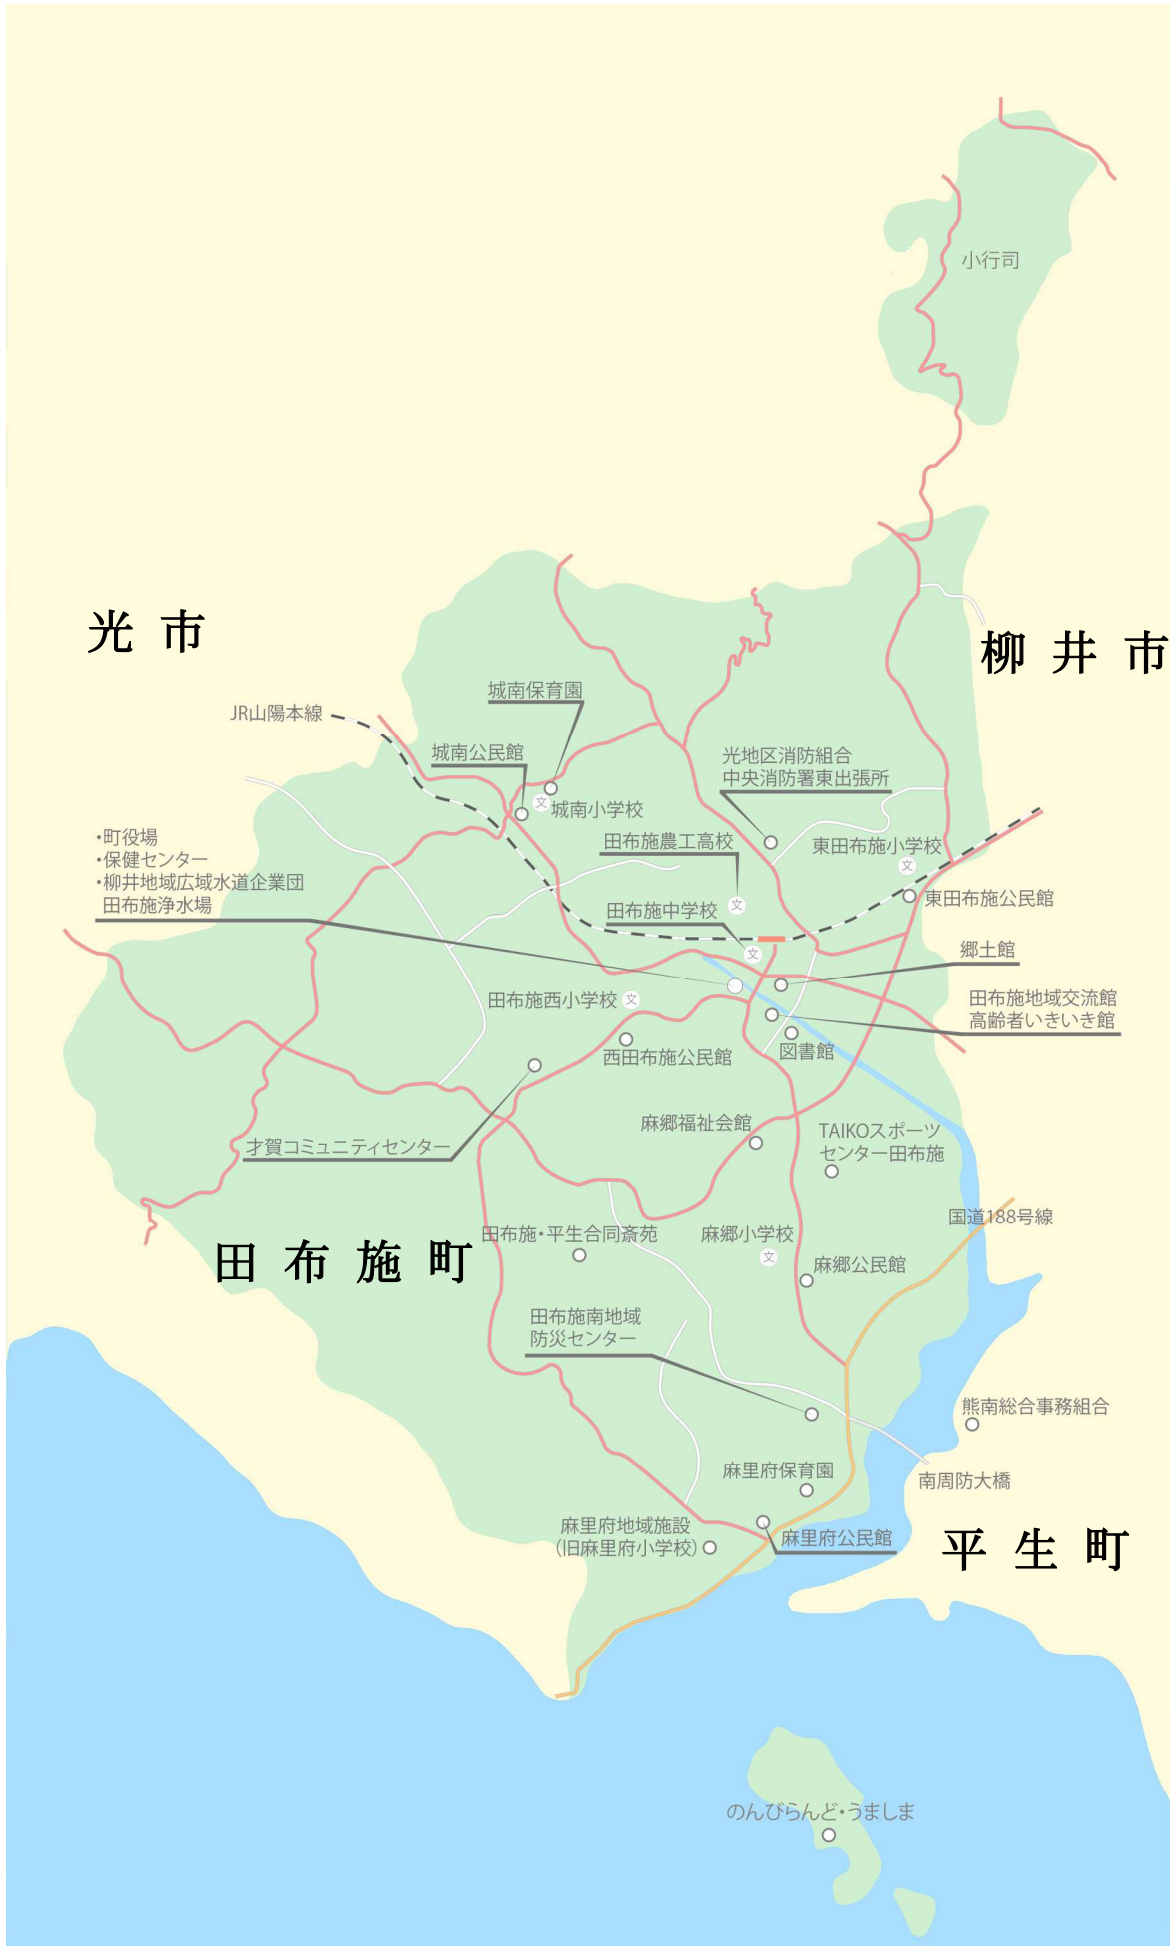 小行司
光市
柳井市
城南保育園
JR山陽本線
城南公民館
光地区消防組合
中央消防署東出張所
文
城南小学校
・町役場
・保健センター
・柳井地域広域水道企業団
田布施浄水場
田布施農工高校
東田布施小学校
文
文
東田布施公民館
田布施中学校
文
郷土館
田布施西小学校
文
田布施地域交流館
高齢者いきいき館
西田布施公民館
図書館
麻郷福祉会館
TAIKOスポーツ
センター田布施
才賀コミュニティセンター
国道188号線
田布施・平生合同斎苑
麻郷小学校
文
田布施町
麻郷公民館
田布施南地域
防災センター
熊南総合事務組合
麻里府保育園
南周防大橋
麻里府地域施設
(旧麻里府小学校)
麻里府公民館
平生町
のんびらんど・うましま